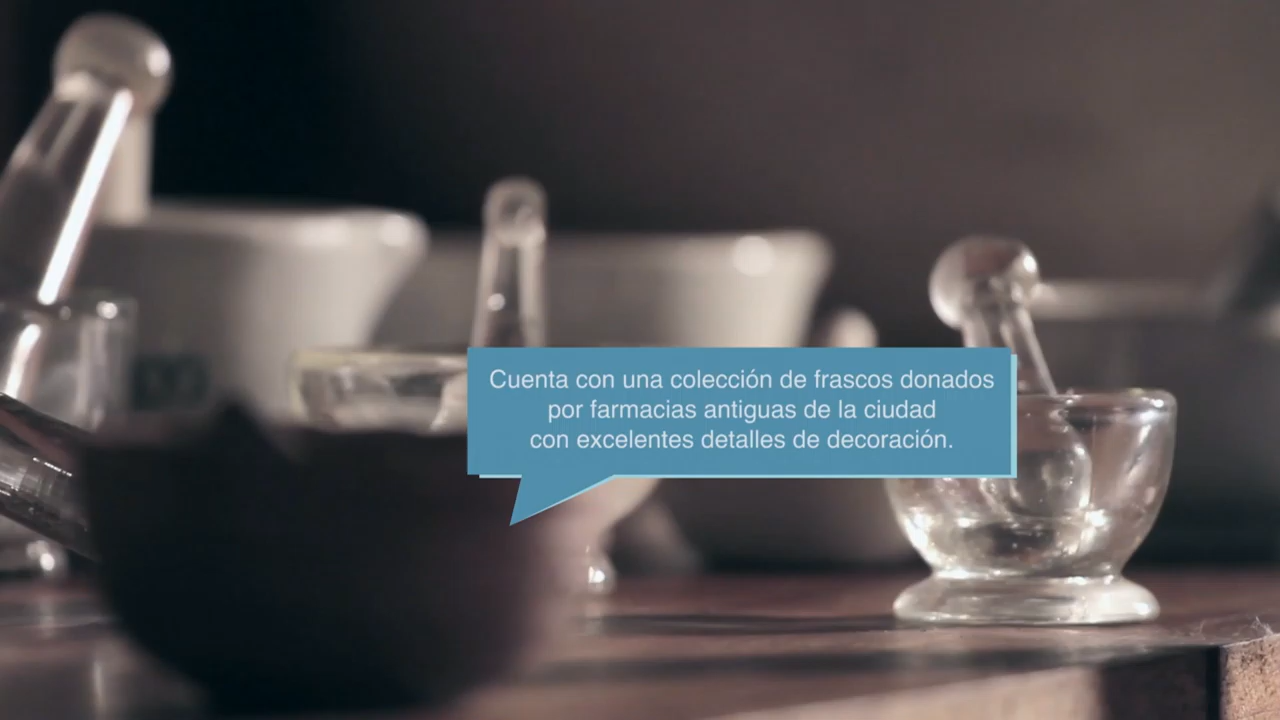 Cuenta con una colección de frascos donados
por farmacias antiguas de la ciudad
con excelentes detalles de decoración.